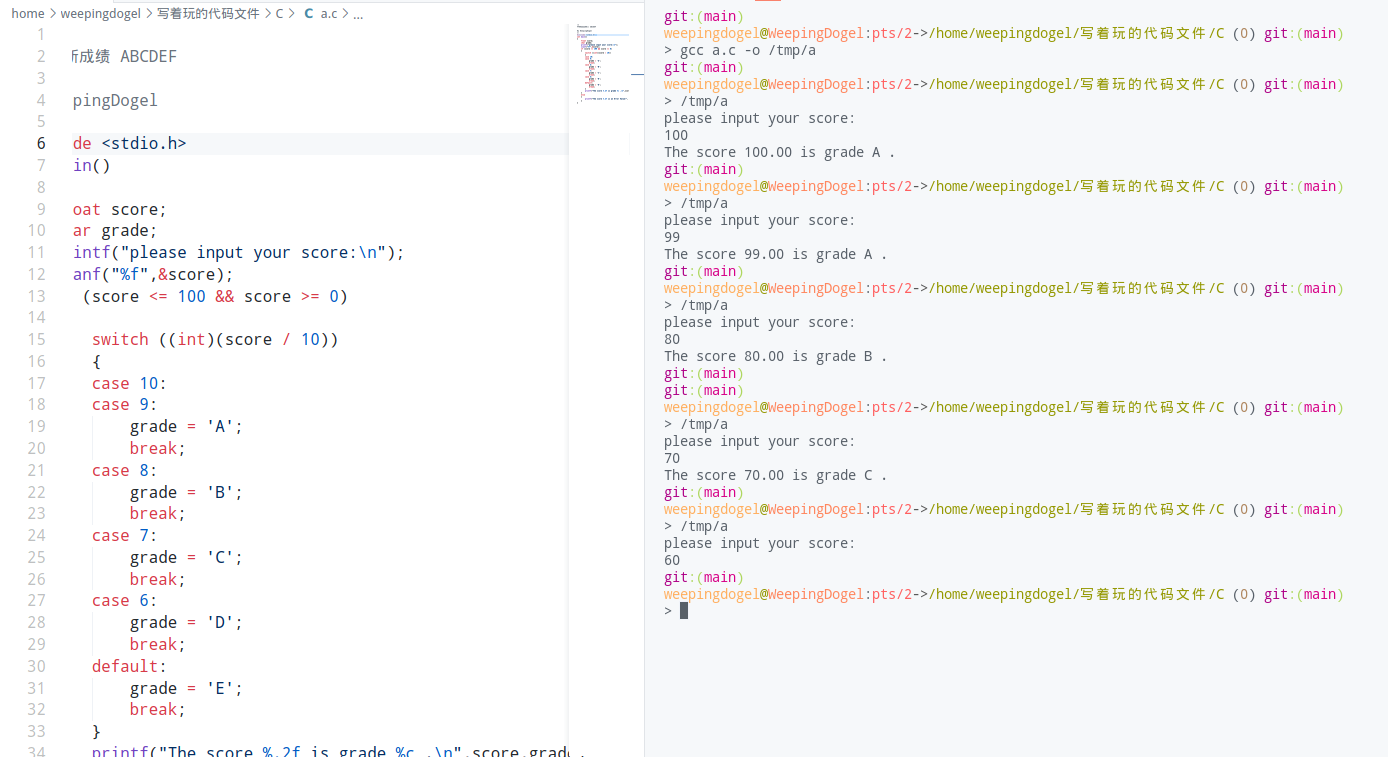 home > weepingdogel > 写着玩的代码文件 > C > C a.c > ...
1
2 析成绩 ABCDEF
3
4 pingDogel
5
6 de <stdio.h>
7 in()
8
9 oat score;
10 ar grade;
11 intf("please input your score:\n");
12 anf("%f",&score);
13 (score <= 100 && score >= 0)
14
15 switch ((int)(score / 10))
16 {
17 case 10:
18 case 9:
19 grade = 'A';
20 break;
21 case 8:
22 grade = 'B';
23 break;
24 case 7:
25 grade = 'C';
26 break;
27 case 6:
28 grade = 'D';
29 break;
30 default:
31 grade = 'E';
32 break;
33 }
34 printf("The score %.2f is grade %c .\n",score,grade
git:(main)
weepingdogel@WeepingDogel:pts/2->/home/weepingdogel/写着玩的代码文件/C (0) git:(main)
> gcc a.c -o /tmp/a
git:(main)
weepingdogel@WeepingDogel:pts/2->/home/weepingdogel/写着玩的代码文件/C (0) git:(main)
> /tmp/a
please input your score:
100
The score 100.00 is grade A .
git:(main)
weepingdogel@WeepingDogel:pts/2->/home/weepingdogel/写着玩的代码文件/C (0) git:(main)
> /tmp/a
please input your score:
99
The score 99.00 is grade A .
git:(main)
weepingdogel@WeepingDogel:pts/2->/home/weepingdogel/写着玩的代码文件/C (0) git:(main)
> /tmp/a
please input your score:
80
The score 80.00 is grade B .
git:(main)
git:(main)
weepingdogel@WeepingDogel:pts/2->/home/weepingdogel/写着玩的代码文件/C (0) git:(main)
> /tmp/a
please input your score:
70
The score 70.00 is grade C .
git:(main)
weepingdogel@WeepingDogel:pts/2->/home/weepingdogel/写着玩的代码文件/C (0) git:(main)
> /tmp/a
please input your score:
60
git:(main)
weepingdogel@WeepingDogel:pts/2->/home/weepingdogel/写着玩的代码文件/C (0) git:(main)
>